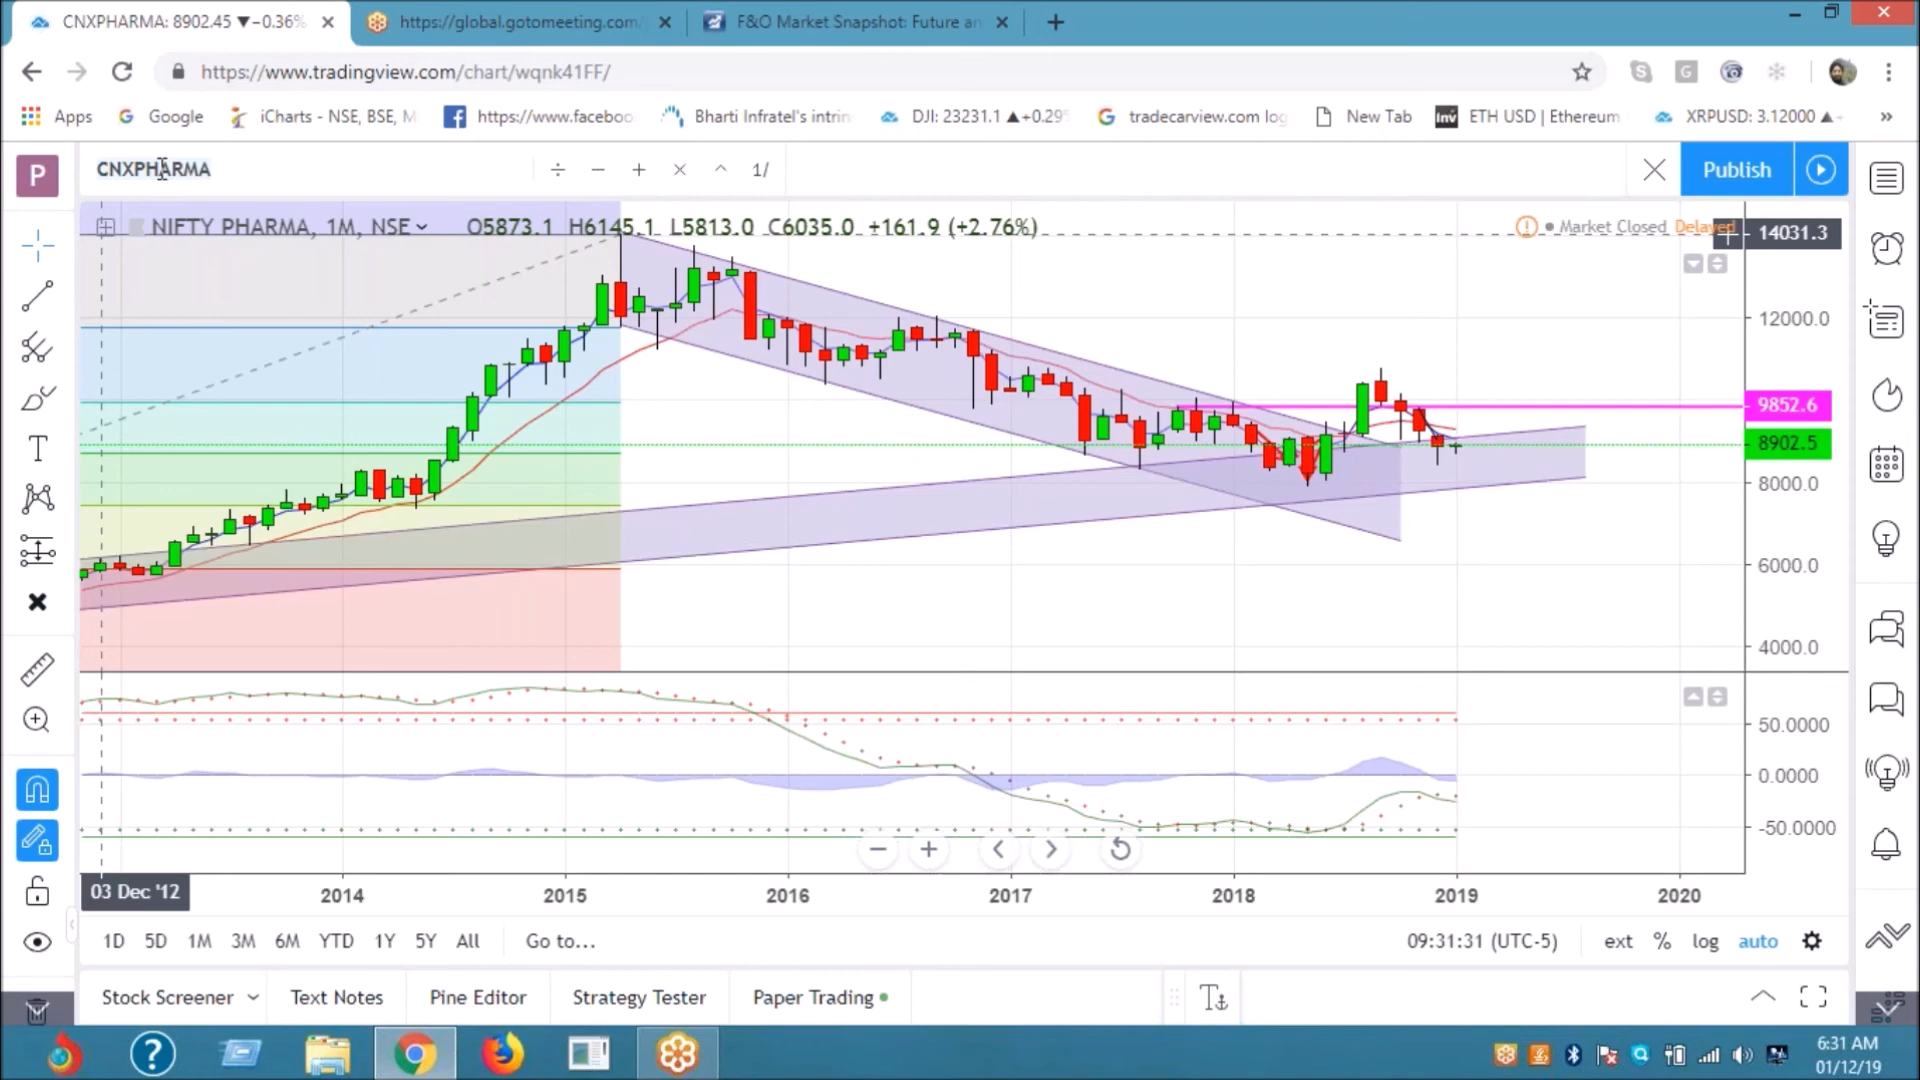 CNXPHARMA: 8902.45 ▼−0.36%
https://global.gotomeeting.com/
F&O Market Snapshot: Future an
https://www.tradingview.com/chart/wqnk41FF/
Apps
Google
iCharts - NSE, BSE, M
https://www.faceboo
Bharti Infratel's intrin
DJI: 23231.1 ▲+0.29%
tradecarview.com log
New Tab
Inv
ETH USD | Ethereum
XRPUSD: 3.12000 ▲
»
P
CNXPHARMA
÷ − + × ^ 1/
Publish
NIFTY PHARMA, 1M, NSE
O5873.1 H6145.1 L5813.0 C6035.0 +161.9 (+2.76%)
Market Closed
Delayed
14031.3
12000.0
9852.6
8902.5
8000.0
6000.0
4000.0
50.0000
0.0000
-50.0000
03 Dec '12
2014
2015
2016
2017
2018
2019
2020
1D 5D 1M 3M 6M YTD 1Y 5Y All
Go to...
09:31:31 (UTC-5)
ext % log auto
Stock Screener
Text Notes
Pine Editor
Strategy Tester
Paper Trading
6:31 AM
01/12/19